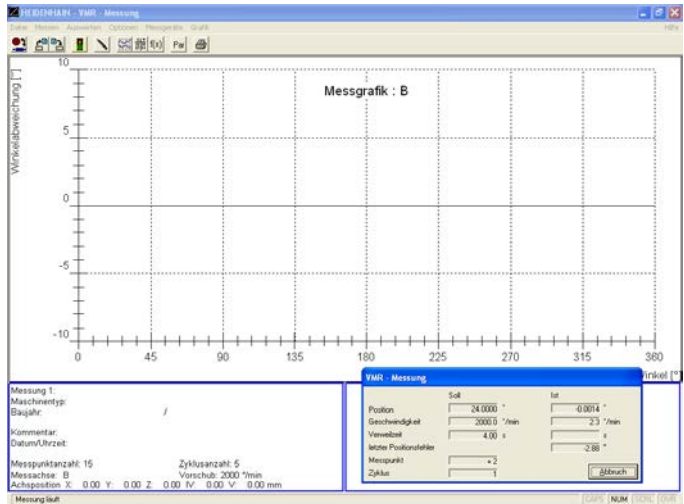 HEIDENHAIN - VMR - Messung
Datei Messen Auswerten Optionen Messgeräte Grafik Hilfe
f(x) Par
Messgrafik : B
Winkelabweichung ["]
10
5
0
-5
-10
0 45 90 135 180 225 270 315 360
Winkel [°]
Messung 1:
Maschinentyp:
Baujahr: /
Kommentar:
Datum/Uhrzeit:
Messpunktanzahl: 15 Zyklusanzahl: 5
Messachse: B Vorschub: 2000 °/min
Achsposition X: 0.00 Y: 0.00 Z: 0.00 IV: 0.00 V: 0.00 mm
VMR - Messung
Soll Ist
Position 24.0000 ° -0.0014 °
Geschwindigkeit 2000.0 °/min 2.3 °/min
Verweilzeit 4.00 s s
letzter Positionsfehler -2.88 "
Messpunkt + 2
Zyklus 1 Abbruch
Messung läuft CAPS NUM SCRL OVR